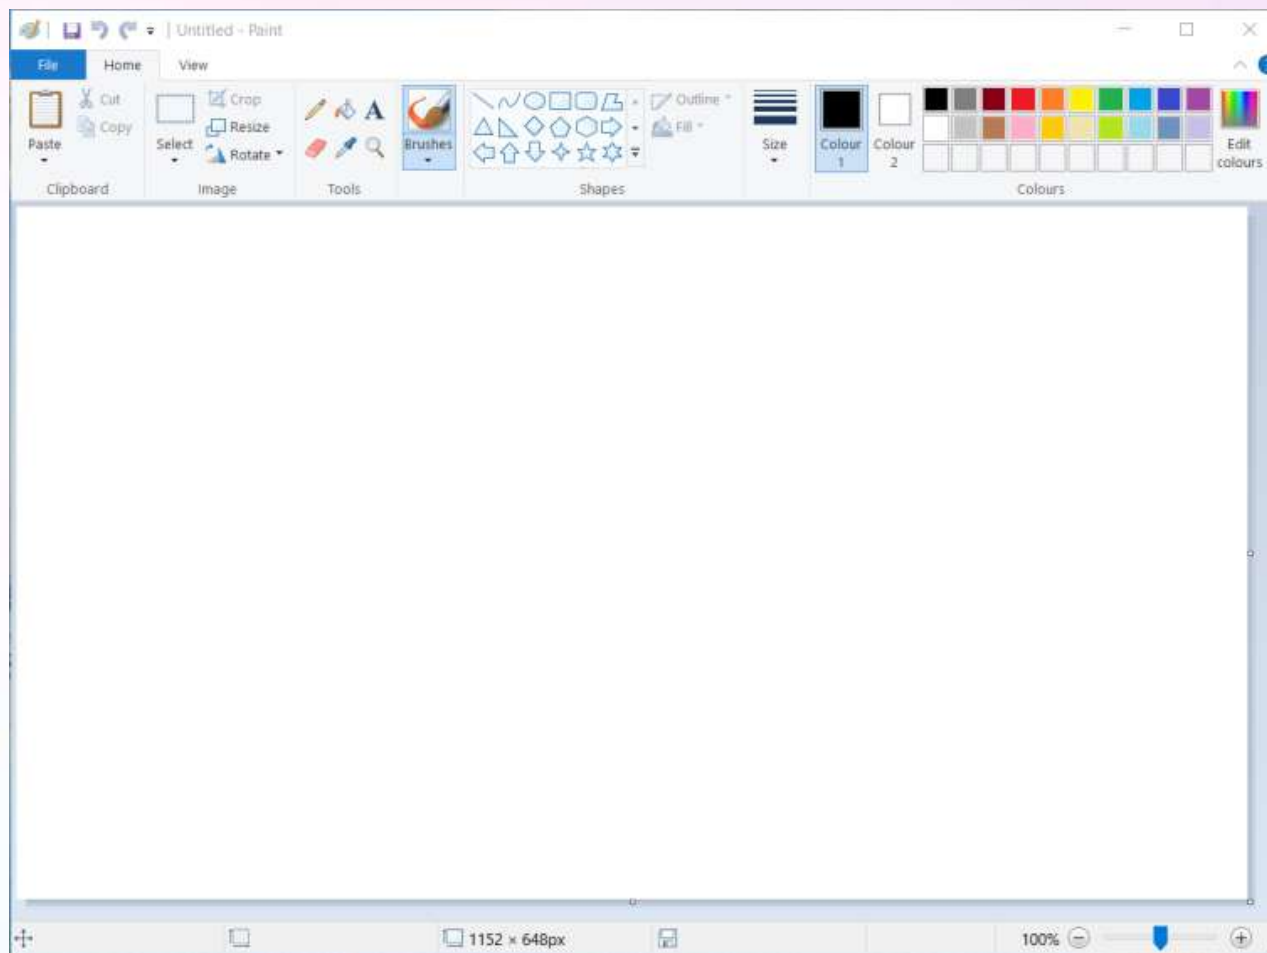 | Untitled - Paint
File Home View
Cut Crop A Outline
Copy Resize Fill
Paste Select Rotate Brushes Size Colour 1 Colour 2 Edit colours
Clipboard Image Tools Shapes Colours
1152 × 648px 100%